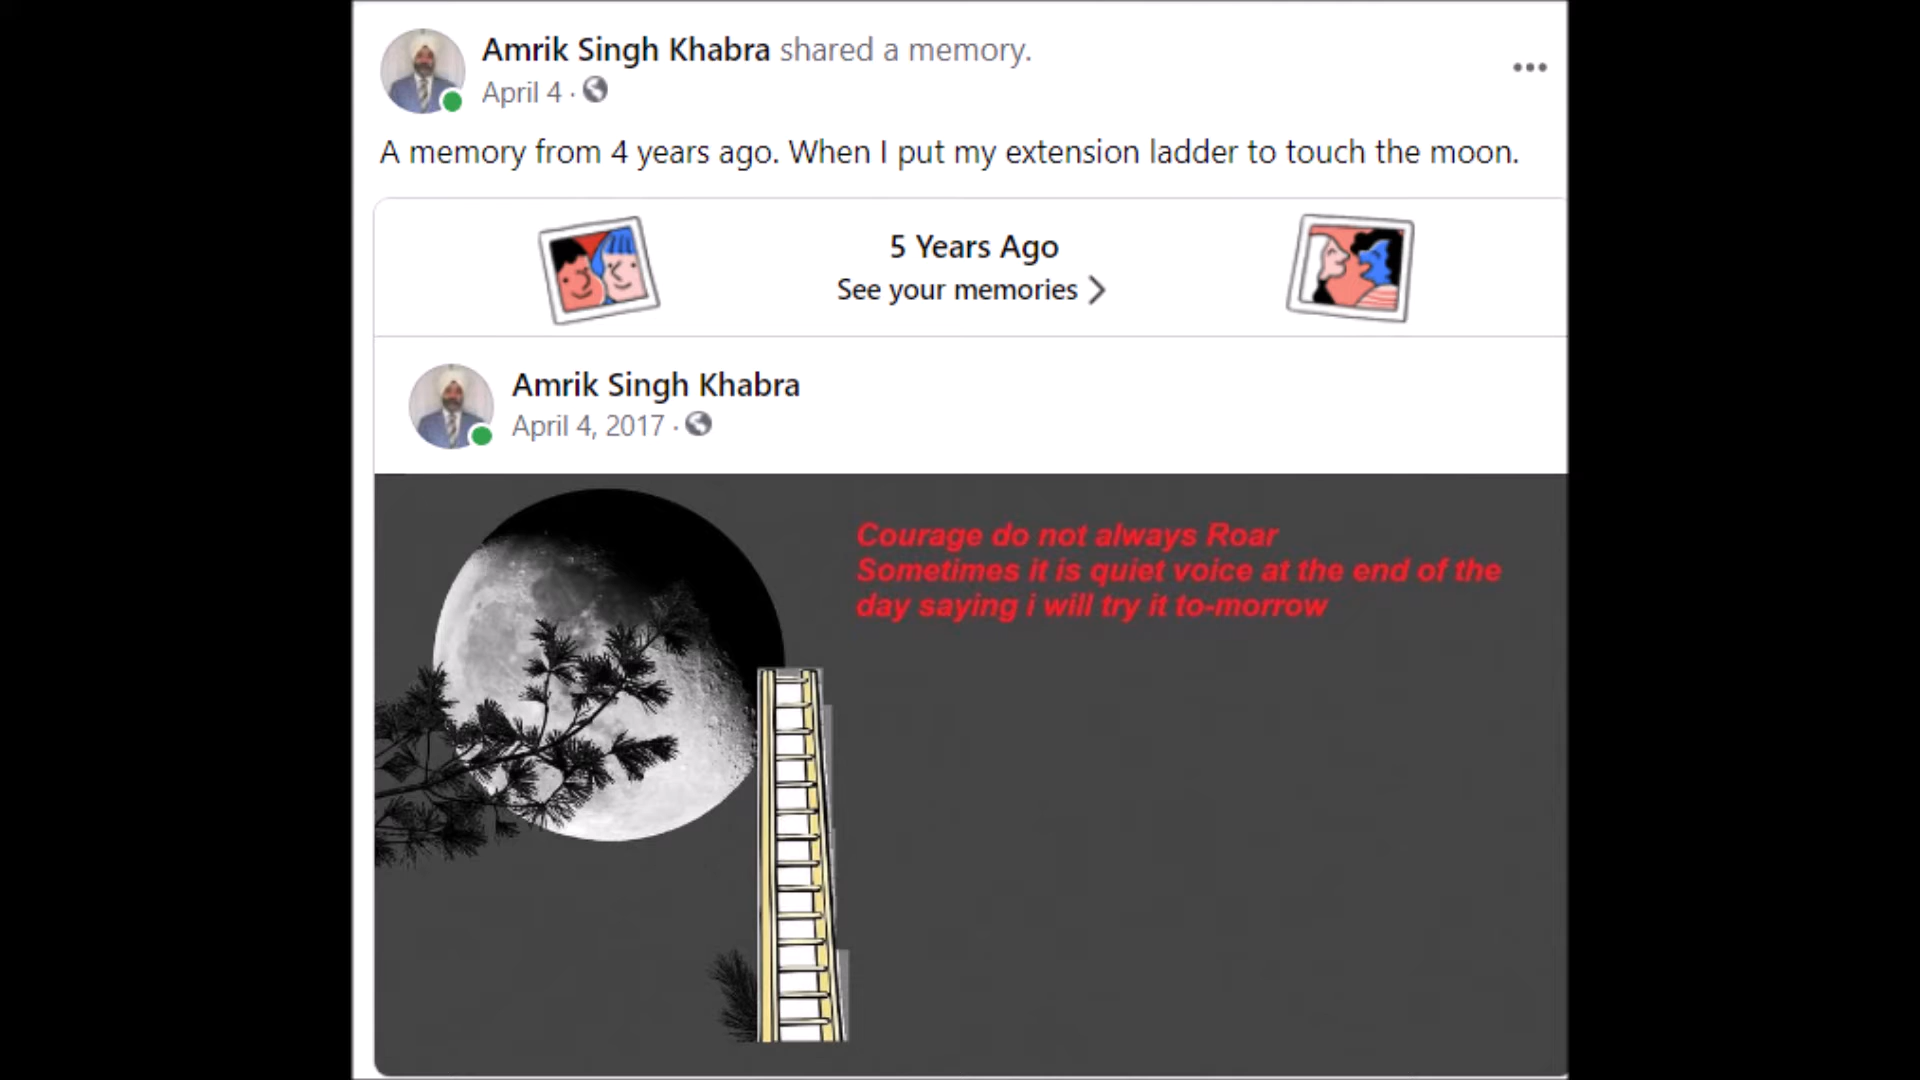 Amrik Singh Khabra shared a memory.
April 4 ·
A memory from 4 years ago. When I put my extension ladder to touch the moon.
5 Years Ago
See your memories
Amrik Singh Khabra
April 4, 2017 ·
Courage do not always Roar
Sometimes it is quiet voice at the end of the
day saying i will try it to-morrow